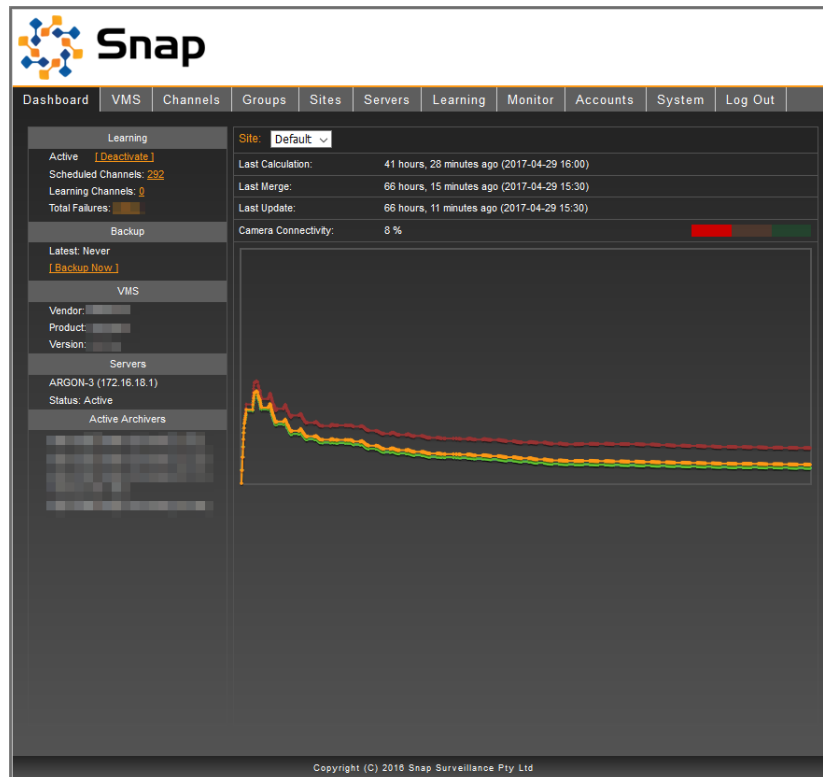 Snap
Dashboard VMS Channels Groups Sites Servers Learning Monitor Accounts System Log Out
Learning
Active [ Deactivate ]
Scheduled Channels: 292
Learning Channels: 0
Total Failures:
Backup
Latest: Never
[ Backup Now ]
VMS
Vendor:
Product:
Version:
Servers
ARGON-3 (172.16.18.1)
Status: Active
Active Archivers
Site: Default
Last Calculation: 41 hours, 28 minutes ago (2017-04-29 16:00)
Last Merge: 66 hours, 15 minutes ago (2017-04-29 15:30)
Last Update: 66 hours, 11 minutes ago (2017-04-29 15:30)
Camera Connectivity: 8 %
Copyright (C) 2016 Snap Surveillance Pty Ltd